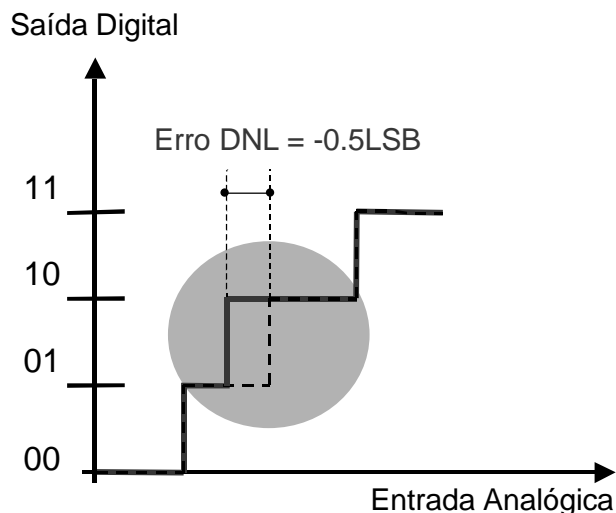 Saída Digital
Erro DNL = -0.5LSB
11
10
01
00
Entrada Analógica